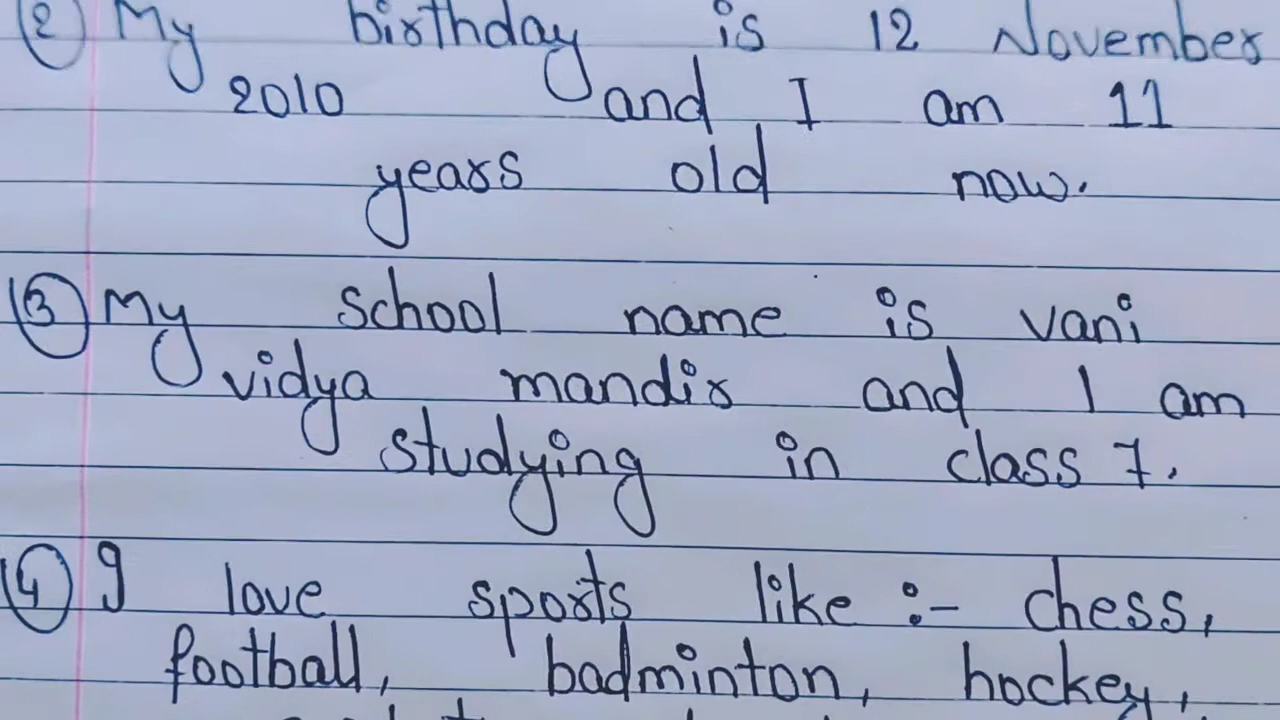 ② My birthday is 12 November
2010 and I am 11
years old now.
③ My school name is vani
vidya mandir and I am
studying in class 7.
④ I love sports like :- chess,
football, badminton, hockey,